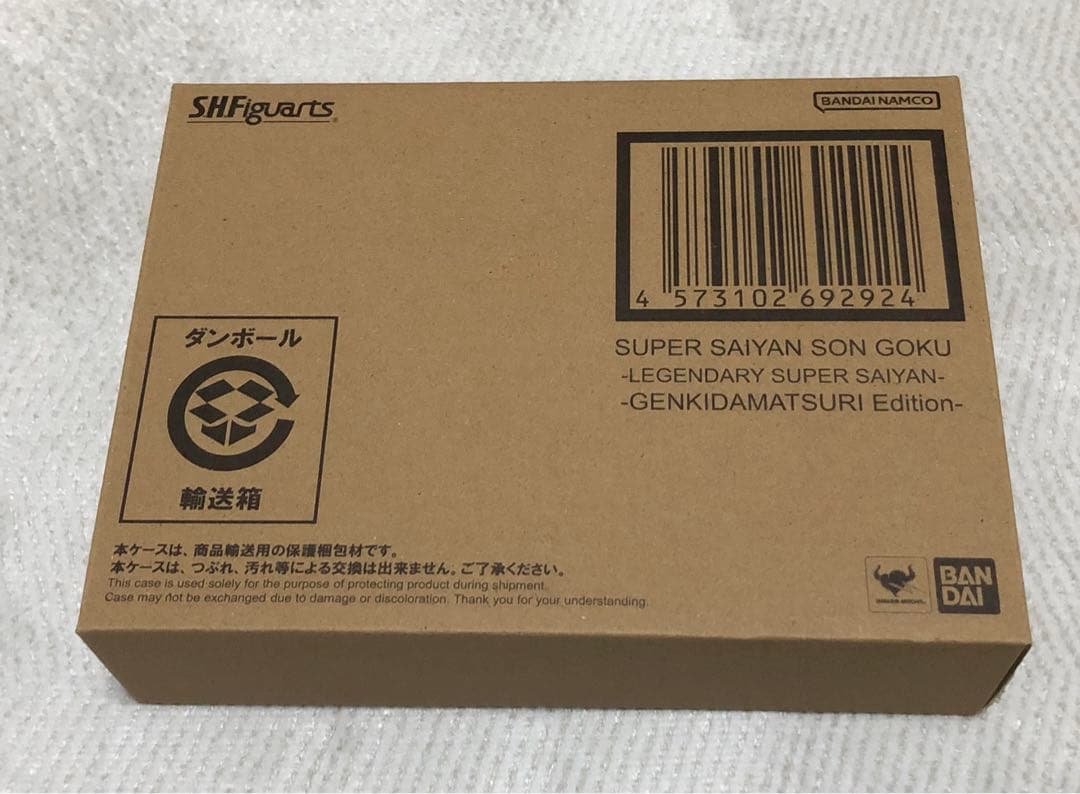 S.H.Figuarts
BANDAI NAMCO
4 573102 692924
SUPER SAIYAN SON GOKU
-LEGENDARY SUPER SAIYAN-
-GENKIDAMATSURI Edition-
ダンボール
輸送箱
本ケースは、商品輸送用の保護梱包材です。
本ケースは、つぶれ、汚れ等による交換は出来ません。ご了承ください。
This case is used solely for the purpose of protecting product during shipment.
Case may not be exchanged due to damage or discoloration. Thank you for your understanding.
BAN
DAI